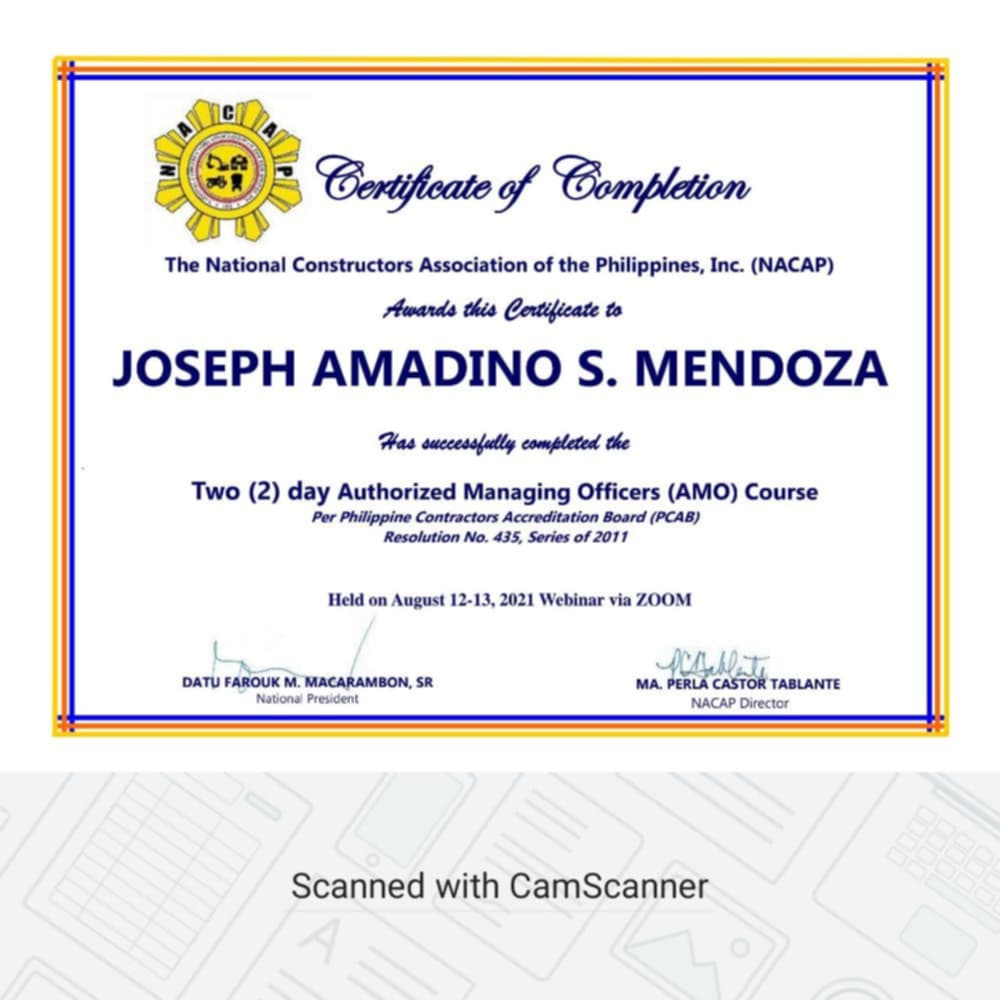 N A C A P
Certificate of Completion
The National Constructors Association of the Philippines, Inc. (NACAP)
Awards this Certificate to
JOSEPH AMADINO S. MENDOZA
Has successfully completed the
Two (2) day Authorized Managing Officers (AMO) Course
Per Philippine Contractors Accreditation Board (PCAB)
Resolution No. 435, Series of 2011
Held on August 12-13, 2021 Webinar via ZOOM
DATU FAROUK M. MACARAMBON, SR
National President
MA. PERLA CASTOR TABLANTE
NACAP Director
Scanned with CamScanner